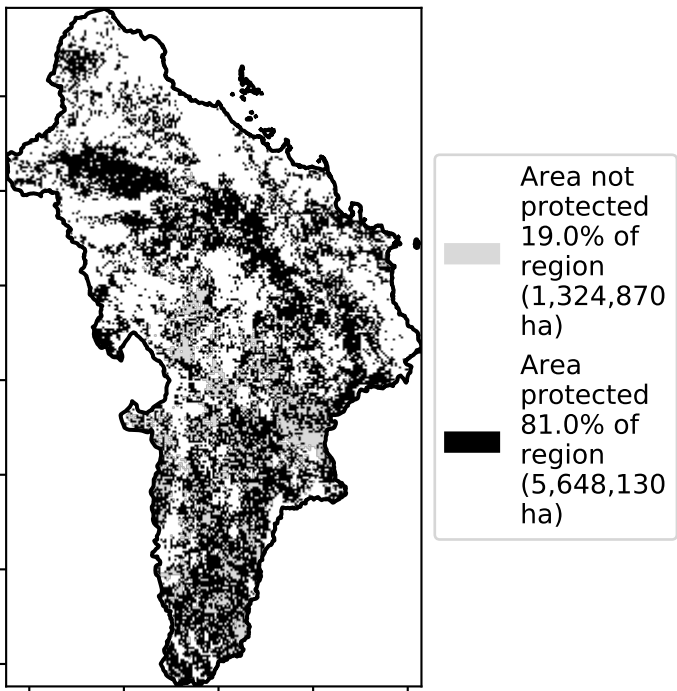 Area not
protected
19.0% of
region
(1,324,870
ha)
Area
protected
81.0% of
region
(5,648,130
ha)